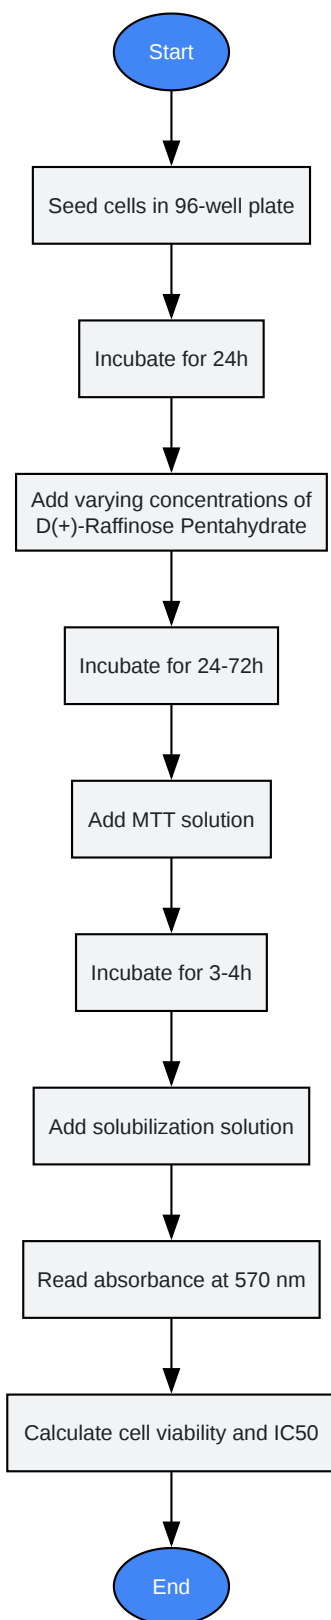 Start
Seed cells in 96-well plate
Incubate for 24h
Add varying concentrations of
D(+)-Raffinose Pentahydrate
Incubate for 24-72h
Add MTT solution
Incubate for 3-4h
Add solubilization solution
Read absorbance at 570 nm
Calculate cell viability and IC50
End